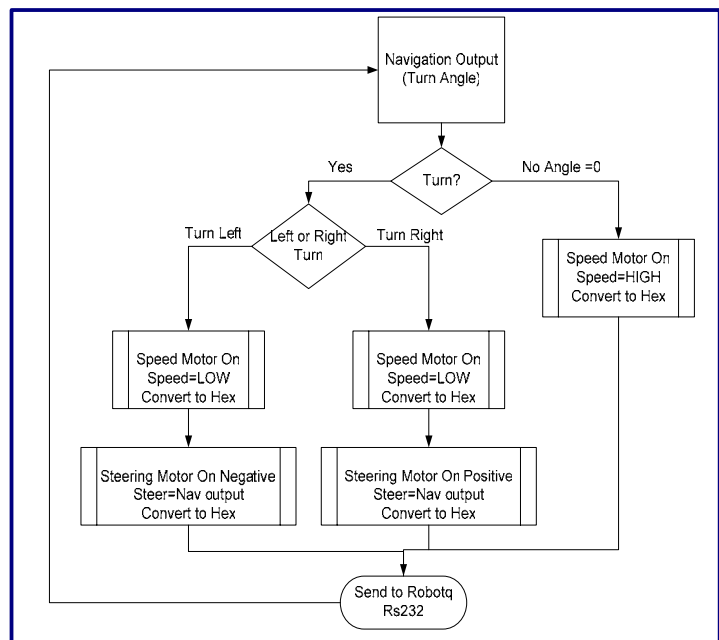 Navigation Output
(Turn Angle)
Turn?
Yes
No Angle =0
Left or Right
Turn
Turn Left
Turn Right
Speed Motor On
Speed=HIGH
Convert to Hex
Speed Motor On
Speed=LOW
Convert to Hex
Speed Motor On
Speed=LOW
Convert to Hex
Steering Motor On Negative
Steer=Nav output
Convert to Hex
Steering Motor On Positive
Steer=Nav output
Convert to Hex
Send to Robotq
Rs232